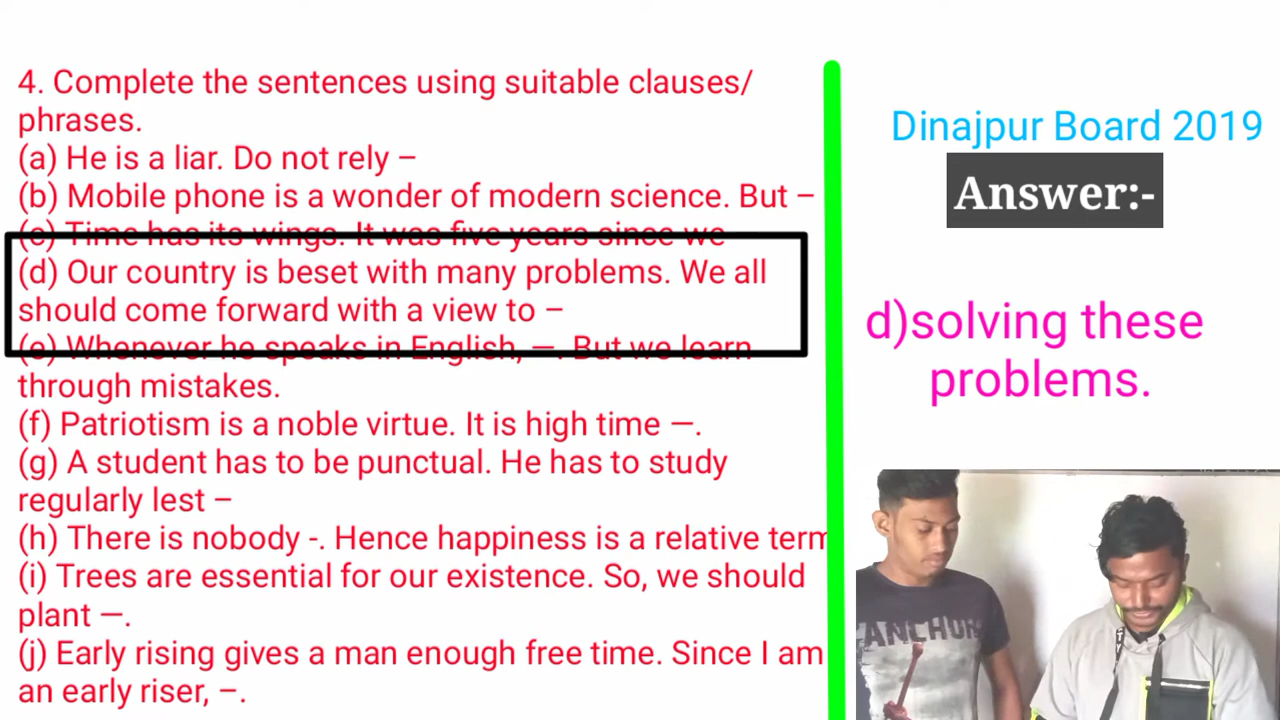 4. Complete the sentences using suitable clauses/
phrases.
(a) He is a liar. Do not rely –
(b) Mobile phone is a wonder of modern science. But –
(c) Time has its wings. It was five years since we
(d) Our country is beset with many problems. We all
should come forward with a view to –
(e) Whenever he speaks in English, —. But we learn
through mistakes.
(f) Patriotism is a noble virtue. It is high time —.
(g) A student has to be punctual. He has to study
regularly lest –
(h) There is nobody -. Hence happiness is a relative term
(i) Trees are essential for our existence. So, we should
plant —.
(j) Early rising gives a man enough free time. Since I am
an early riser, –.
Dinajpur Board 2019
Answer:-
d)solving these
problems.
ANCHOR